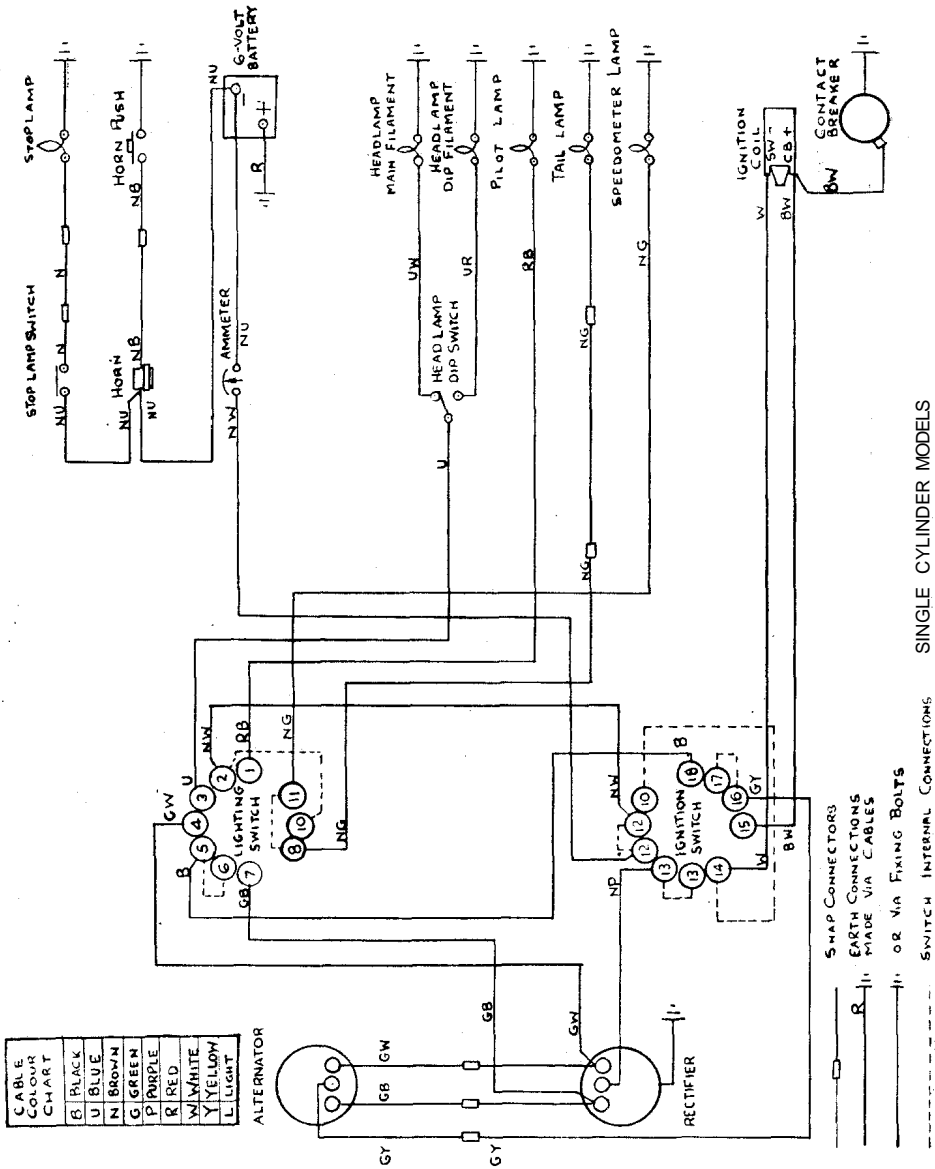 STOP LAMP
HORN PUSH
6-VOLT
BATTERY
NU
R
STOP LAMP SWITCH
N
N
NU
HORN
NB
NB
NU
NU
AMMETER
NU
NW
HEADLAMP
MAIN FILAMENT
HEADLAMP
DIP FILAMENT
PILOT LAMP
TAIL LAMP
SPEEDOMETER LAMP
UW
UR
RB
NG
NG
NG
HEADLAMP
DIP SWITCH
U
IGNITION
COIL
SW -
CB +
CONTACT
BREAKER
W
BW
BW
LIGHTING
SWITCH
1
2
3
4
5
6
7
8
10
11
NW
RB
U
GW
B
GB
NG
NG
IGNITION
SWITCH
10
12
12
13
13
14
15
16
17
18
NW
B
NP
W
BW
GY
CABLE
COLOUR
CHART
B BLACK
U BLUE
N BROWN
G GREEN
P PURPLE
R RED
W WHITE
Y YELLOW
L LIGHT
ALTERNATOR
GW
GB
GY
GY
GB
GW
RECTIFIER
SNAP CONNECTORS
R
EARTH CONNECTIONS
MADE VIA CABLES
OR VIA FIXING BOLTS
SWITCH INTERNAL CONNECTIONS
SINGLE CYLINDER MODELS